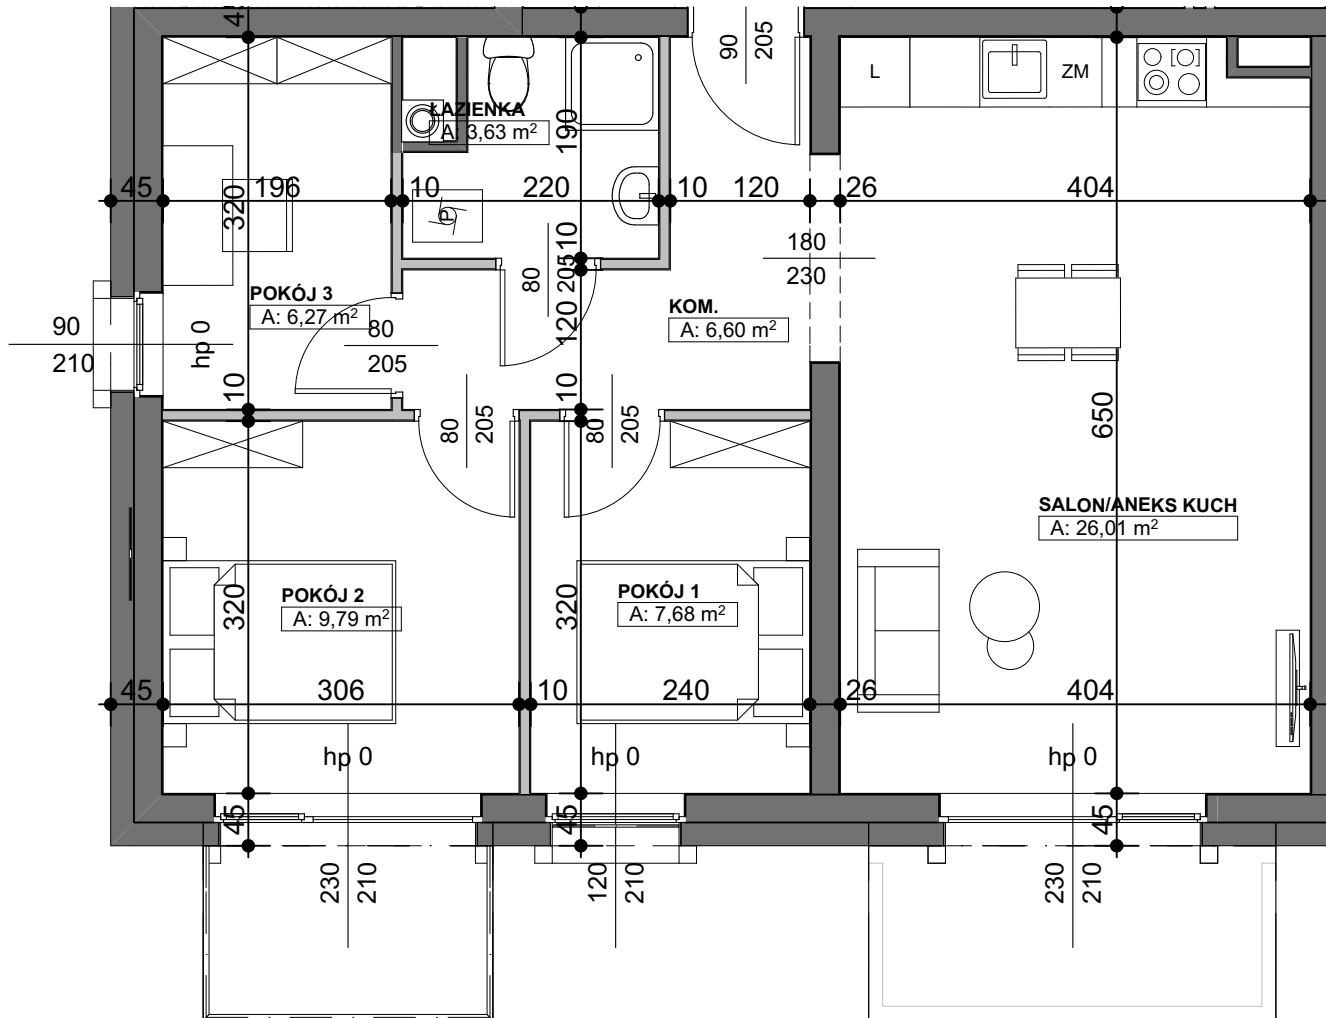 45
90
205
L
ZM
ŁAZIENKA
A: 3,63 m²
190
45
196
10
220
10
120
26
404
320
P
180
230
10
80
205
POKÓJ 3
A: 6,27 m²
KOM.
A: 6,60 m²
120
90
210
hp 0
80
205
10
10
80
205
80
205
650
SALON/ANEKS KUCH
A: 26,01 m²
320
POKÓJ 2
A: 9,79 m²
320
POKÓJ 1
A: 7,68 m²
45
306
10
240
26
404
hp 0
hp 0
hp 0
45
45
45
230
210
120
210
230
210